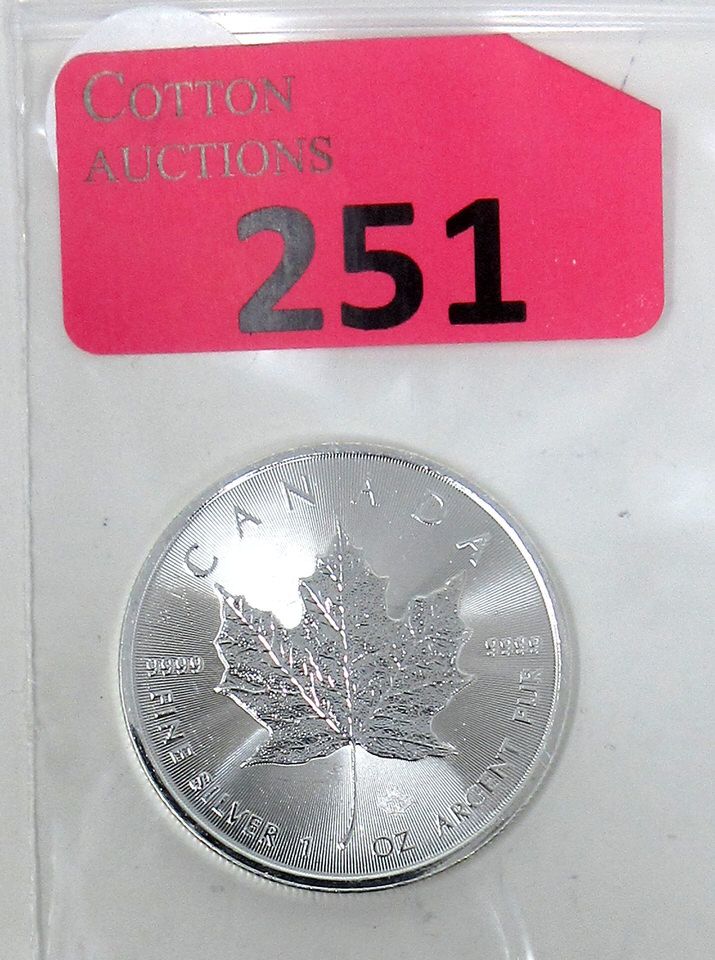 COTTON
AUCTIONS
251
CANADA
9999
9999
FINE SILVER 1 OZ ARGENT PUR